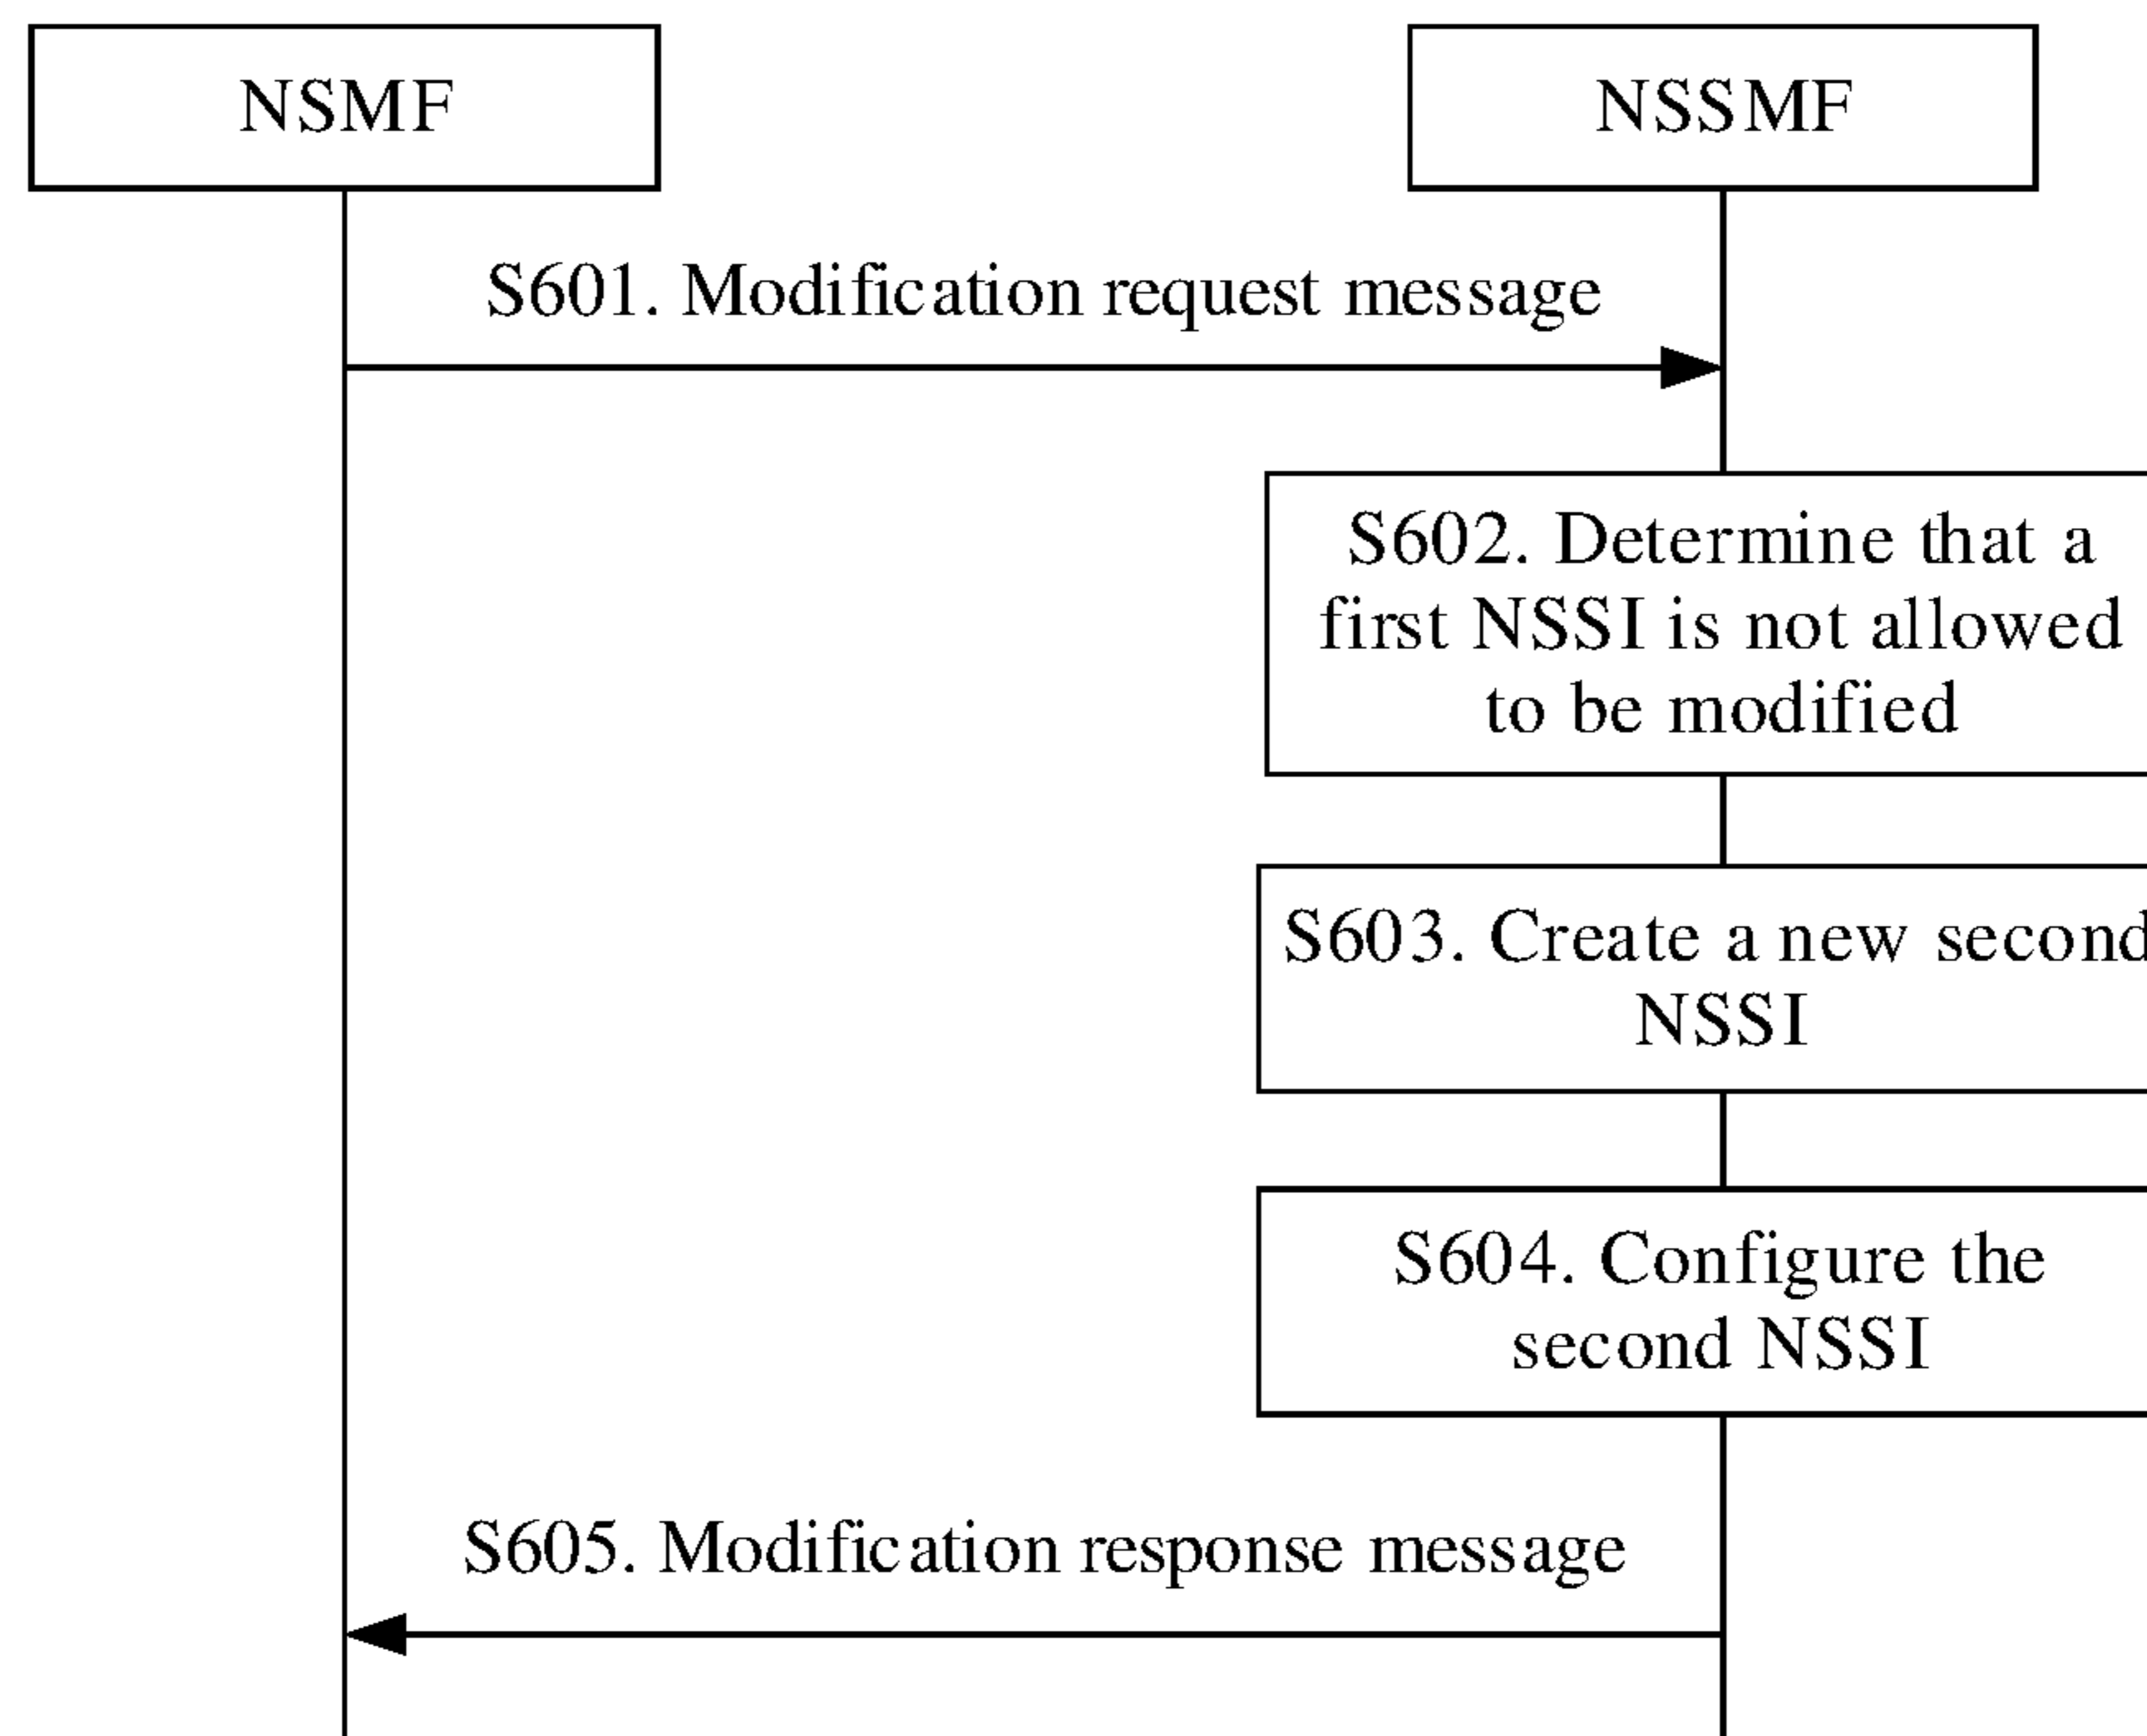 NSMF
NSSMF
S601. Modification request message
S602. Determine that a
first NSSI is not allowed
to be modified
S603. Create a new second
NSSI
S604. Configure the
second NSSI
S605. Modification response message